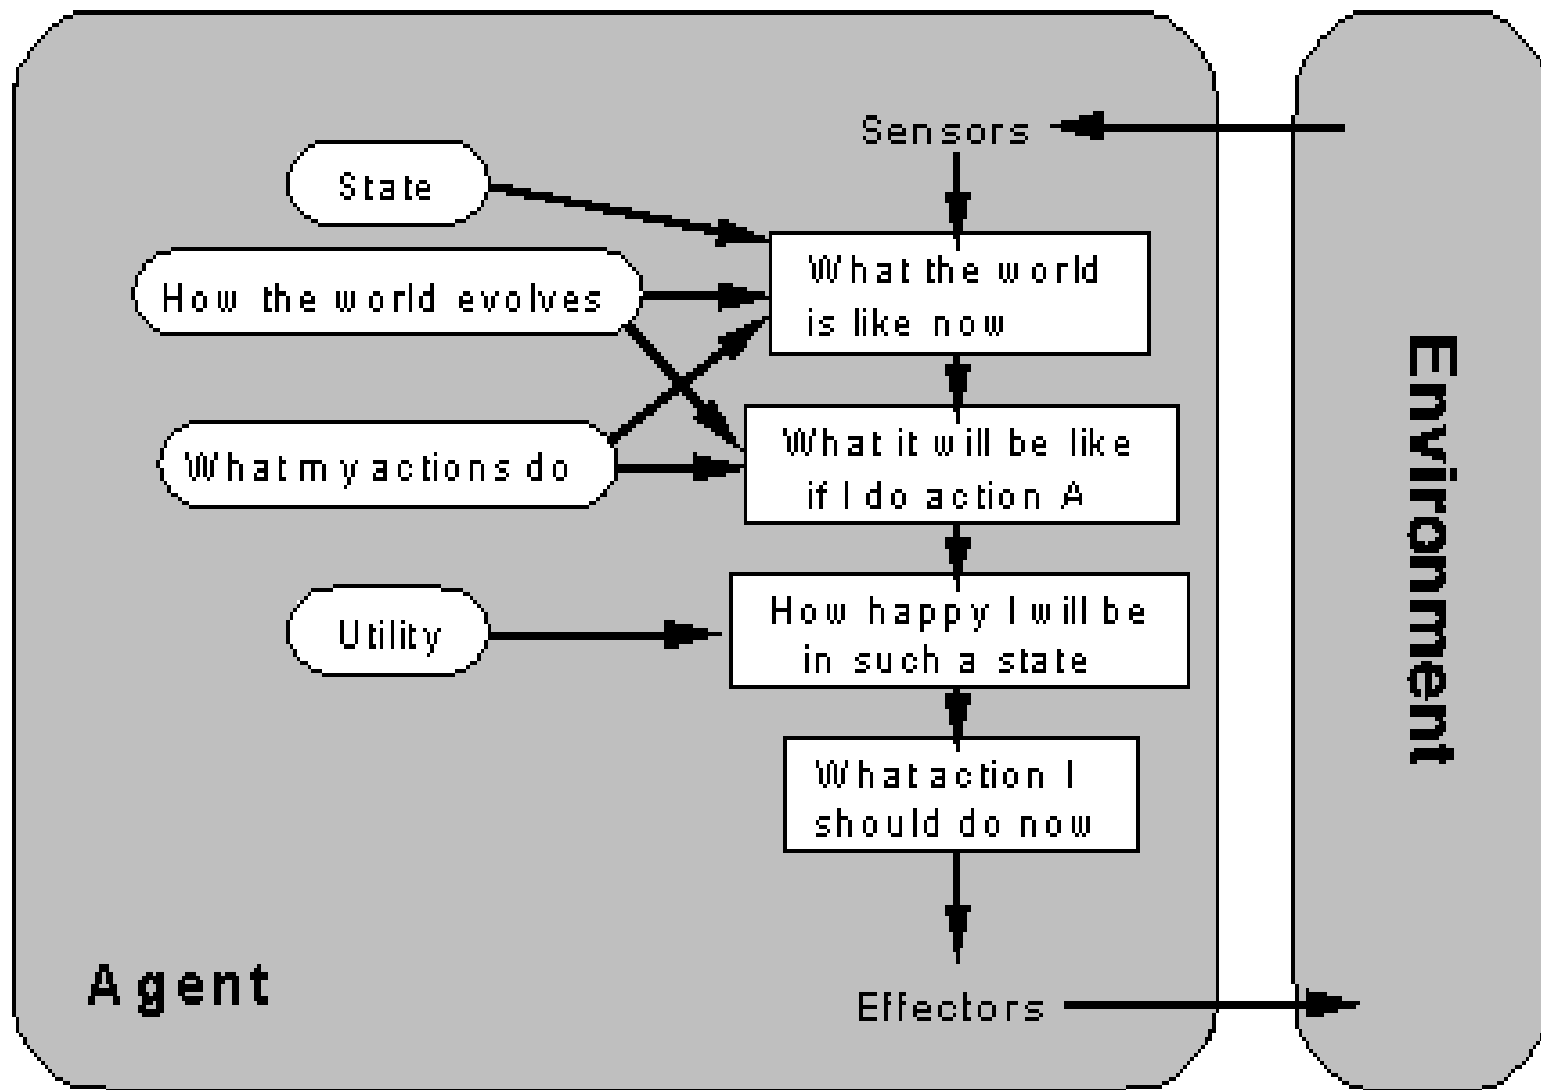 Sensors
State
What the world
is like now
How the world evolves
What my actions do
What it will be like
if I do action A
Utility
How happy I will be
in such a state
What action I
should do now
Agent
Effectors
Environment